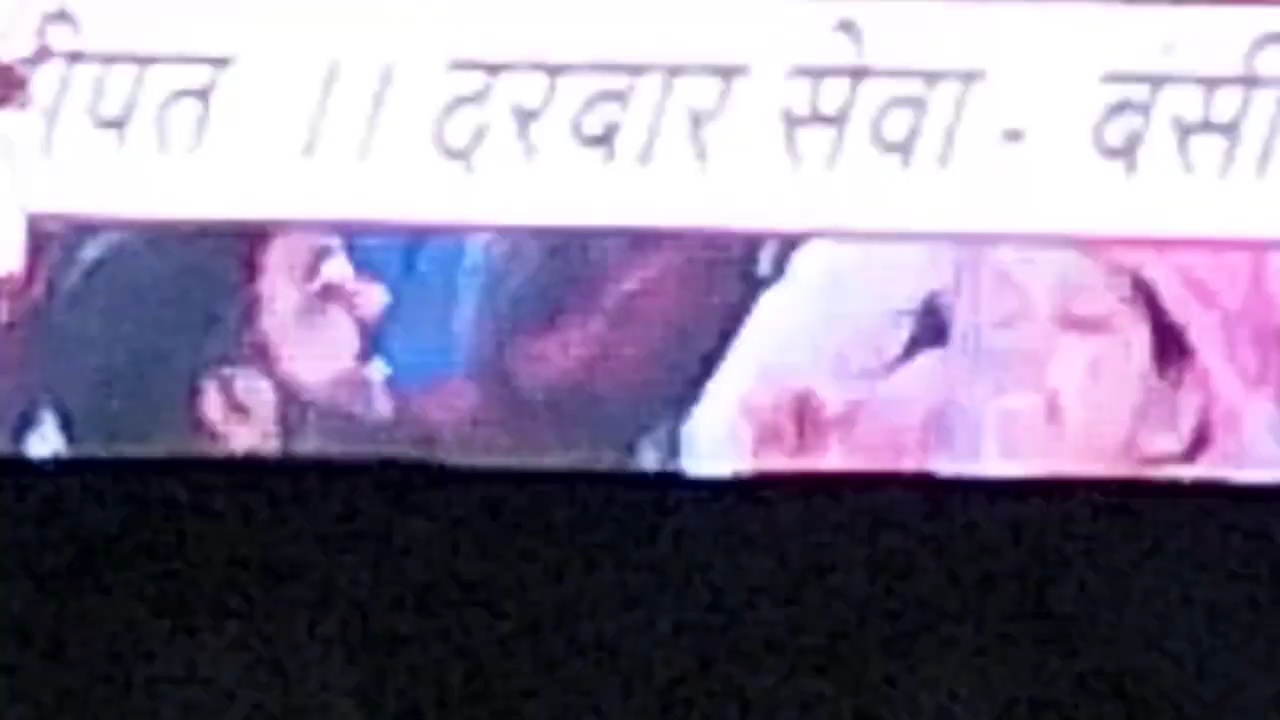 र्पित ।। दरबार सेवा - बंसी